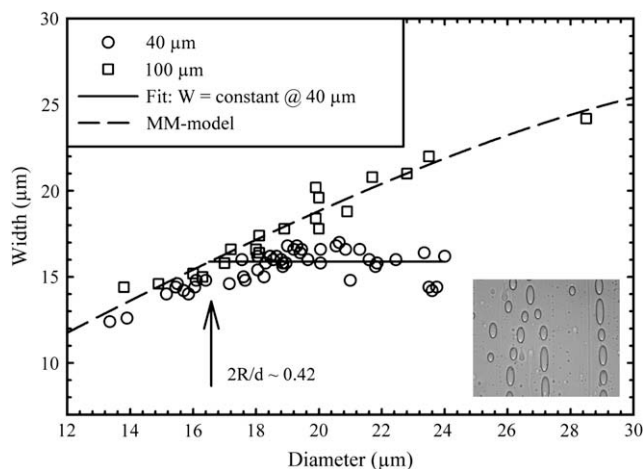 30
25
20
15
10
Width (µm)
40 µm
100 µm
Fit: W = constant @ 40 µm
MM-model
2R/d ~ 0.42
12 14 16 18 20 22 24 26 28 30
Diameter (µm)